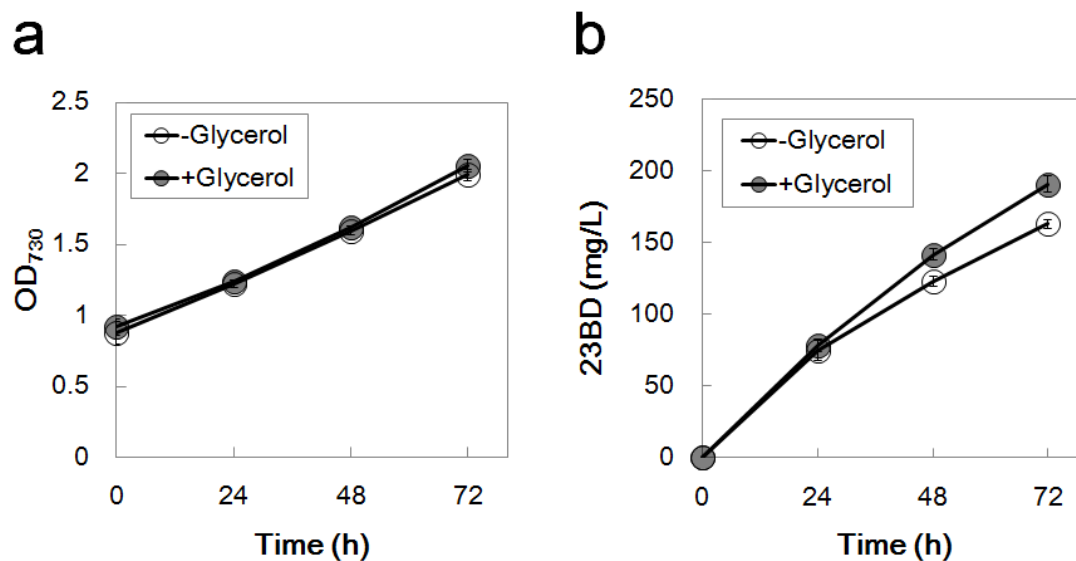 a
2.5
2
1.5
1
0.5
0
OD730
-Glycerol
+Glycerol
0 24 48 72
Time (h)
b
250
200
150
100
50
0
23BD (mg/L)
-Glycerol
+Glycerol
0 24 48 72
Time (h)